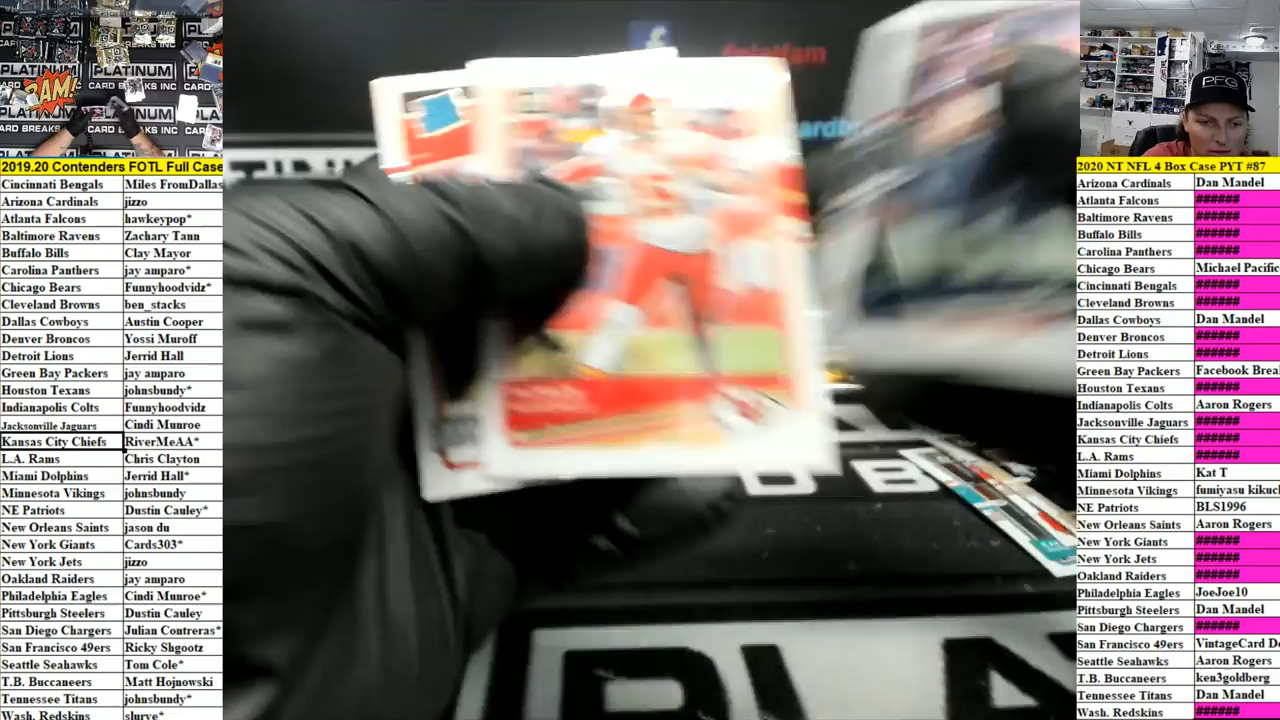 PLATINUM
PLATINUM
PLATINUM
CARD BREAKS INC
BAM!
PFG
2019.20 Contenders FOTL Full Case
Cincinnati Bengals Miles FromDallas
Arizona Cardinals jizzo
Atlanta Falcons hawkeypop*
Baltimore Ravens Zachary Tann
Buffalo Bills Clay Mayor
Carolina Panthers jay amparo*
Chicago Bears Funnyhoodvidz*
Cleveland Browns ben_stacks
Dallas Cowboys Austin Cooper
Denver Broncos Yossi Muroff
Detroit Lions Jerrid Hall
Green Bay Packers jay amparo
Houston Texans johnsbundy*
Indianapolis Colts Funnyhoodvidz
Jacksonville Jaguars Cindi Munroe
Kansas City Chiefs RiverMeAA*
L.A. Rams Chris Clayton
Miami Dolphins Jerrid Hall*
Minnesota Vikings johnsbundy
NE Patriots Dustin Cauley*
New Orleans Saints jason du
New York Giants Cards303*
New York Jets jizzo
Oakland Raiders jay amparo
Philadelphia Eagles Cindi Munroe*
Pittsburgh Steelers Dustin Cauley
San Diego Chargers Julian Contreras*
San Francisco 49ers Ricky Shgootz
Seattle Seahawks Tom Cole*
T.B. Buccaneers Matt Hojnowski
Tennessee Titans johnsbundy*
Wash. Redskins slurve*
2020 NT NFL 4 Box Case PYT #87
Arizona Cardinals Dan Mandel
Atlanta Falcons ######
Baltimore Ravens ######
Buffalo Bills ######
Carolina Panthers ######
Chicago Bears Michael Pacific
Cincinnati Bengals ######
Cleveland Browns ######
Dallas Cowboys Dan Mandel
Denver Broncos ######
Detroit Lions ######
Green Bay Packers Facebook Brea
Houston Texans ######
Indianapolis Colts Aaron Rogers
Jacksonville Jaguars ######
Kansas City Chiefs ######
L.A. Rams ######
Miami Dolphins Kat T
Minnesota Vikings fumiyasu kikuc
NE Patriots BLS1996
New Orleans Saints Aaron Rogers
New York Giants ######
New York Jets ######
Oakland Raiders ######
Philadelphia Eagles JoeJoe10
Pittsburgh Steelers Dan Mandel
San Diego Chargers ######
San Francisco 49ers VintageCard De
Seattle Seahawks Aaron Rogers
T.B. Buccaneers ken3goldberg
Tennessee Titans Dan Mandel
Wash. Redskins ######